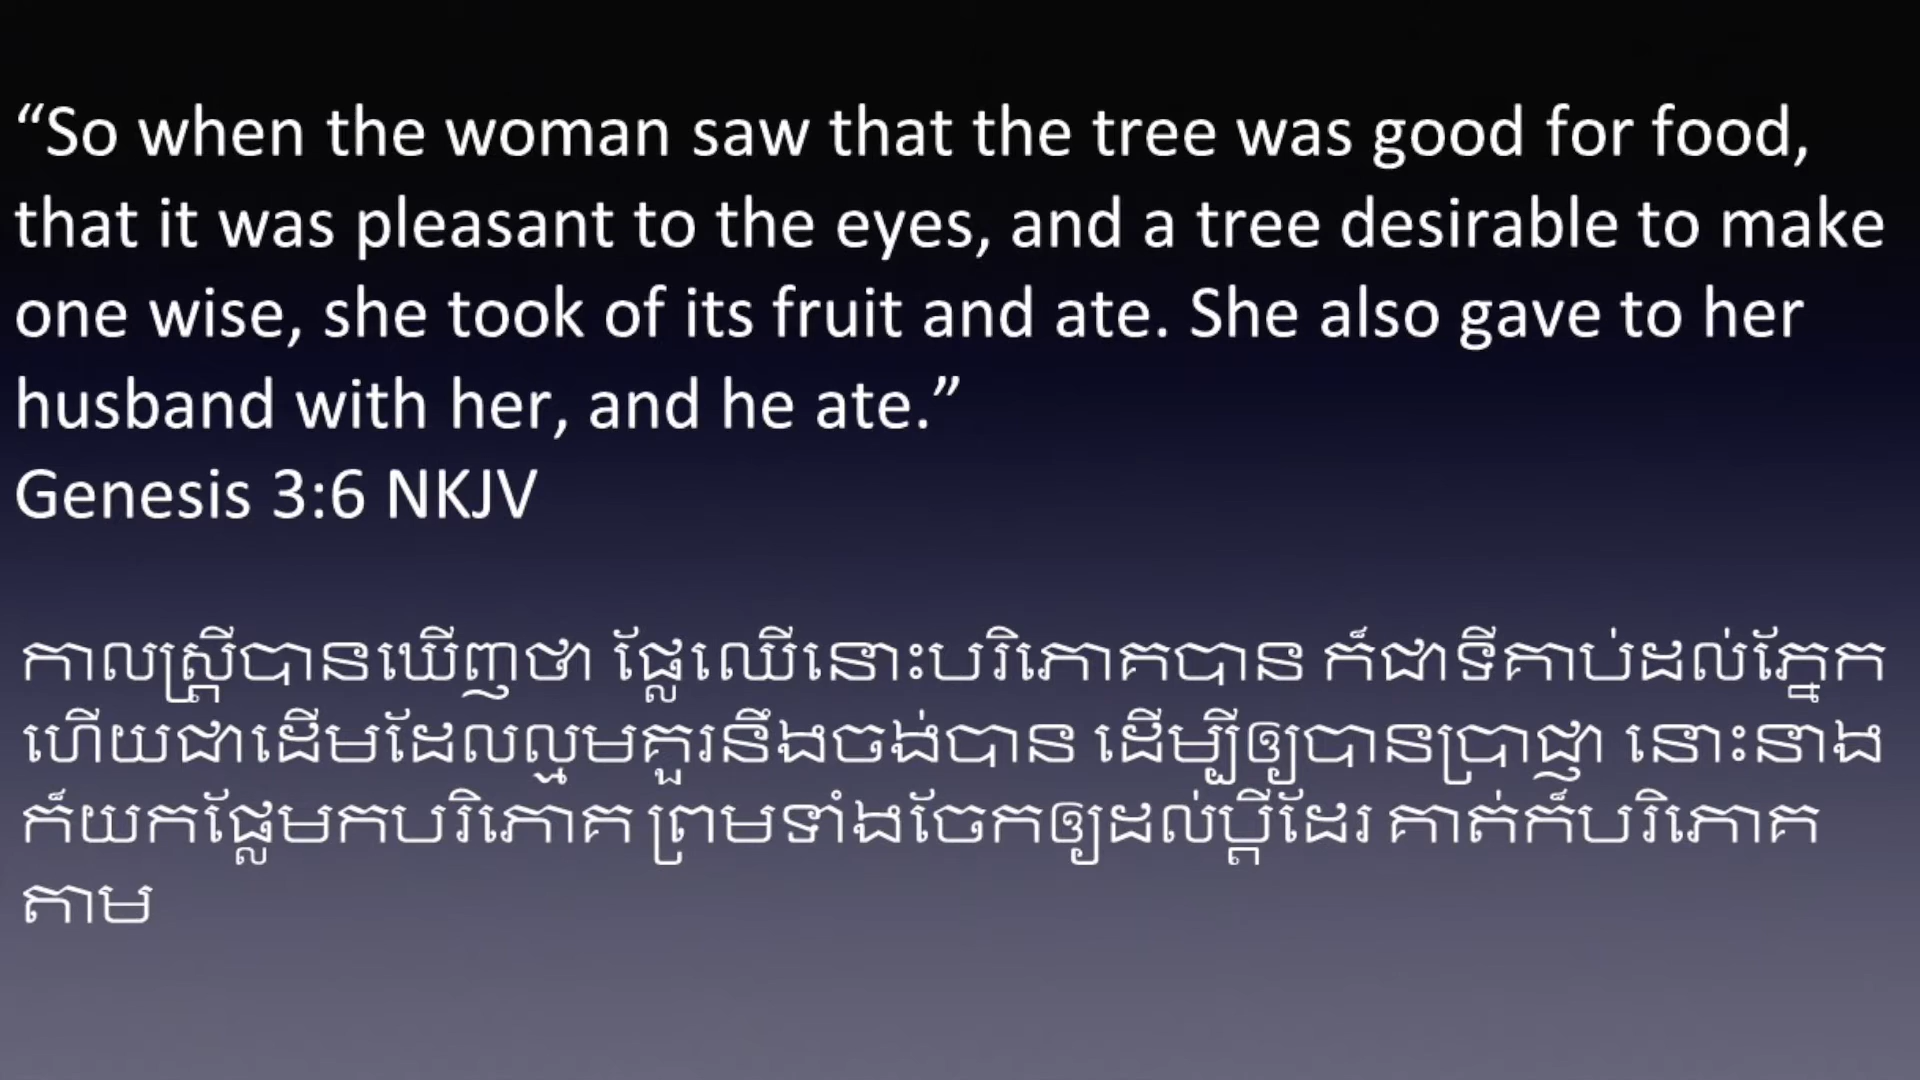 “So when the woman saw that the tree was good for food,
that it was pleasant to the eyes, and a tree desirable to make
one wise, she took of its fruit and ate. She also gave to her
husband with her, and he ate.”
Genesis 3:6 NKJV
កាលស្ត្រីបានឃើញថា ផ្លែឈើនោះបរិភោគបាន ក៏ជាទីគាប់ដល់ភ្នែក
ហើយជាដើមដែលល្មមគួរនឹងចង់បាន ដើម្បីឲ្យបានប្រាជ្ញា នោះនាង
ក៏យកផ្លែមកបរិភោគ ព្រមទាំងចែកឲ្យដល់ប្ដីដែរ គាត់ក៏បរិភោគ
តាម